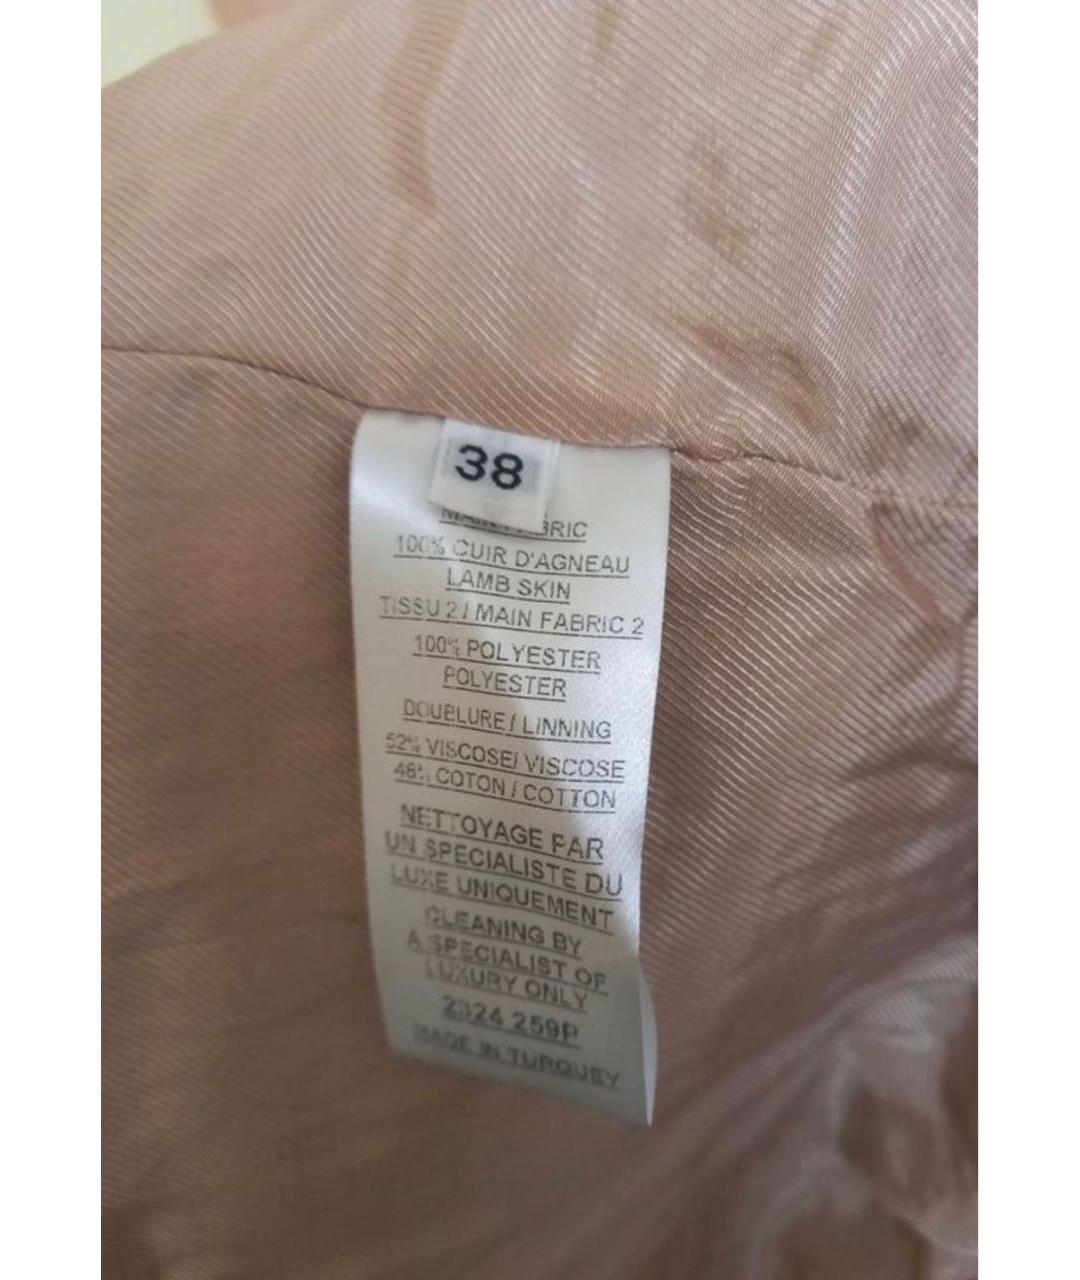 38
MAIN FABRIC
100% CUIR D'AGNEAU
LAMB SKIN
TISSU 2 / MAIN FABRIC 2
100% POLYESTER
POLYESTER
DOUBLURE / LINNING
52% VISCOSE/ VISCOSE
48% COTON / COTTON
NETTOYAGE PAR
UN SPECIALISTE DU
LUXE UNIQUEMENT
CLEANING BY
A SPECIALIST OF
LUXURY ONLY
2324 259P
MADE IN TURQUEY